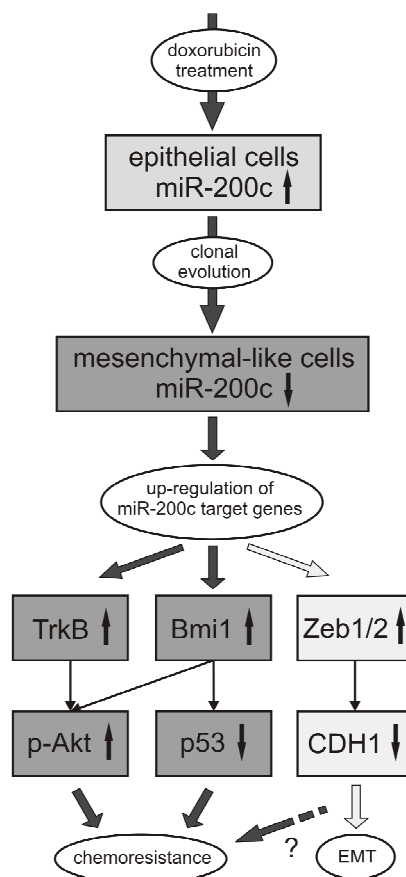 doxorubicin
treatment
epithelial cells
miR-200c
clonal
evolution
mesenchymal-like cells
miR-200c
up-regulation of
miR-200c target genes
TrkB
Bmi1
Zeb1/2
p-Akt
p53
CDH1
chemoresistance
?
EMT